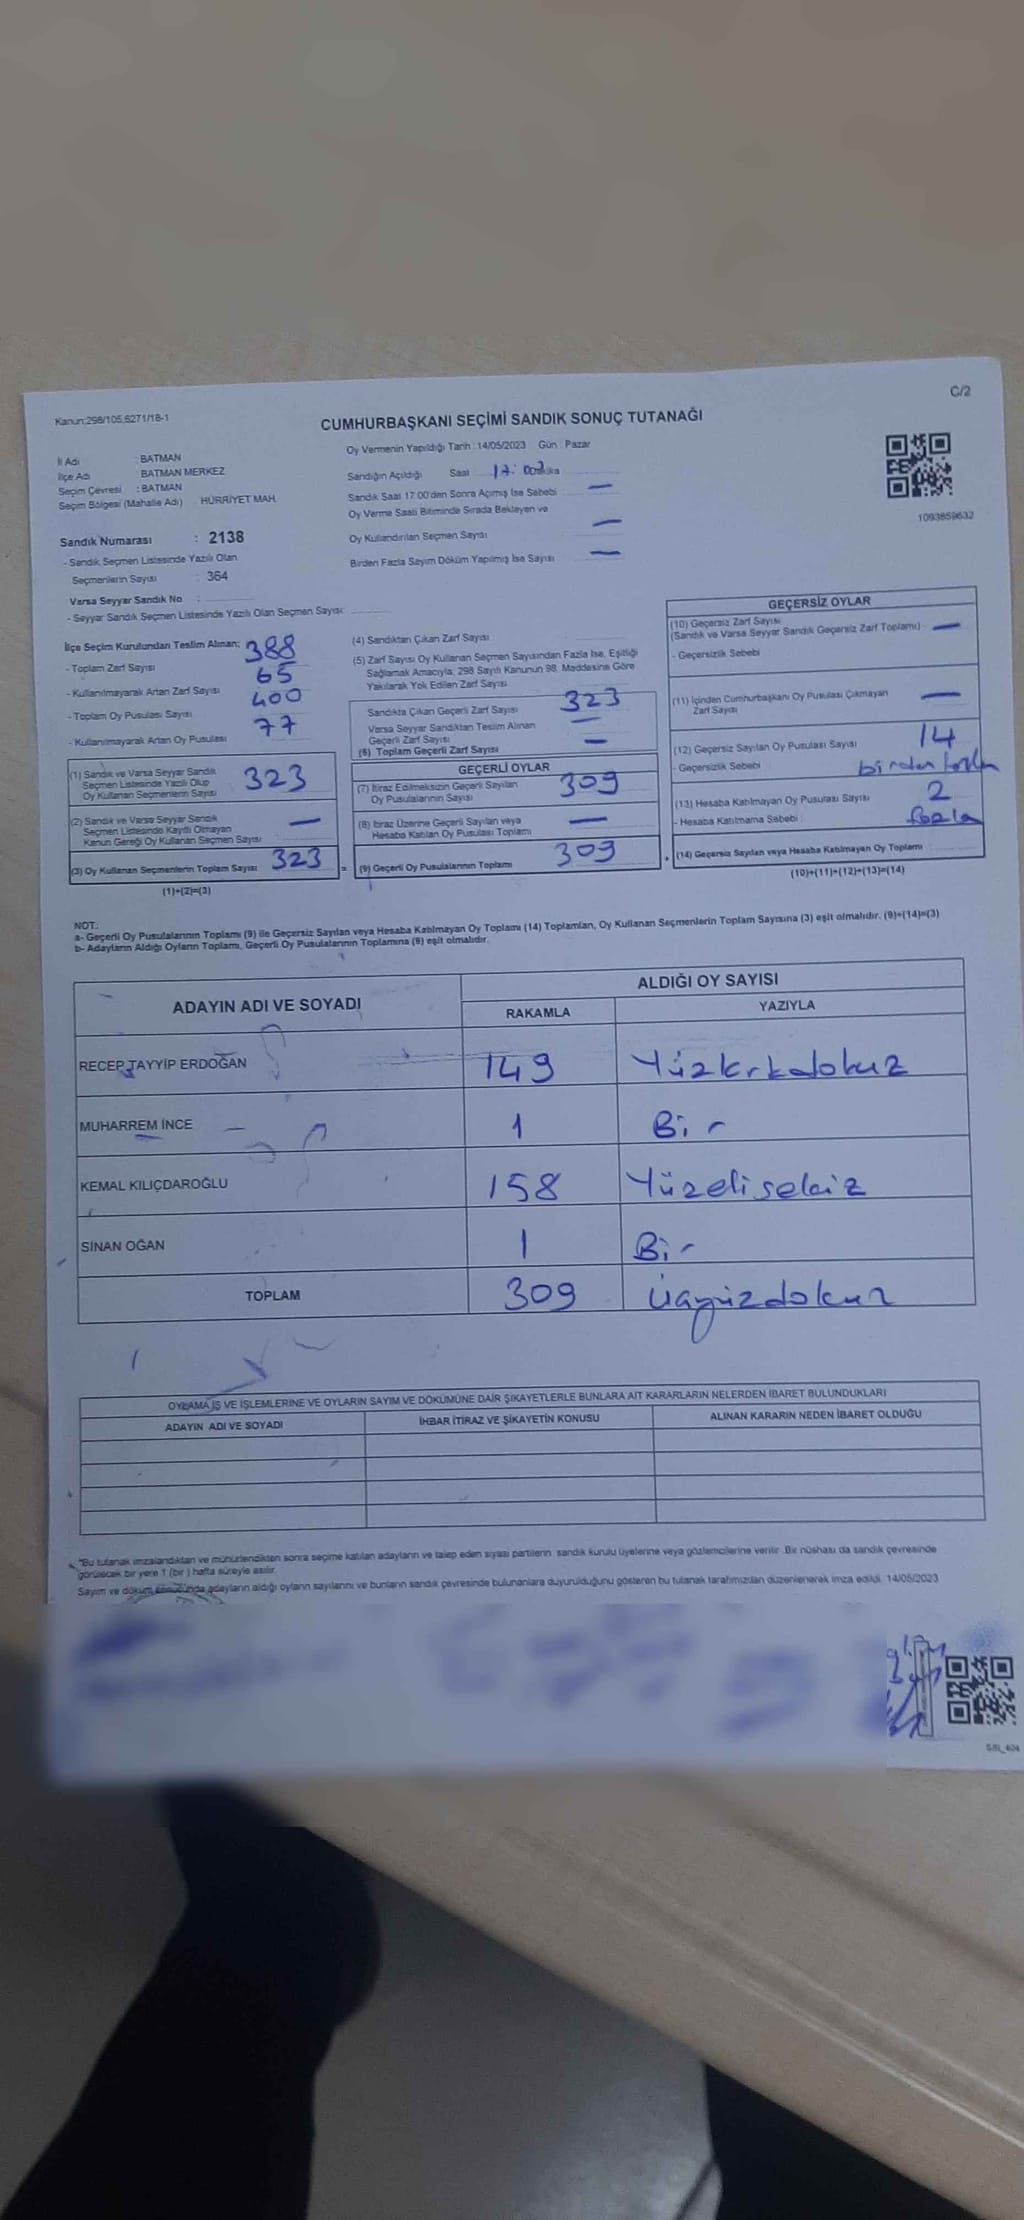 Kanun:298/105,6271/18-1
C/2
CUMHURBAŞKANI SEÇİMİ SANDIK SONUÇ TUTANAĞI
İl Adı : BATMAN
İlçe Adı : BATMAN MERKEZ
Seçim Çevresi : BATMAN
Seçim Bölgesi (Mahalle Adı) HÜRRİYET MAH.
Sandık Numarası : 2138
- Sandık Seçmen Listesinde Yazılı Olan
Seçmenlerin Sayısı : 364
Varsa Seyyar Sandık No :
- Seyyar Sandık Seçmen Listesinde Yazılı Olan Seçmen Sayısı:
Oy Vermenin Yapıldığı Tarih : 14/05/2023 Gün : Pazar
Sandığın Açıldığı Saat 17:00 Dakika
Sandık Saat 17:00'den Sonra Açılmış İse Sebebi : —
Oy Verme Saati Bitiminde Sırada Bekleyen ve
Oy Kullandırılan Seçmen Sayısı —
Birden Fazla Sayım Döküm Yapılmış İse Sayısı —
1093859632
İlçe Seçim Kurulundan Teslim Alınan;
- Toplam Zarf Sayısı 388
- Kullanılmayarak Artan Zarf Sayısı 65
- Toplam Oy Pusulası Sayısı 400
- Kullanılmayarak Artan Oy Pusulası 77
(1) Sandık ve Varsa Seyyar Sandık
Seçmen Listesinde Yazılı Olup
Oy Kullanan Seçmenlerin Sayısı 323
(2) Sandık ve Varsa Seyyar Sandık
Seçmen Listesinde Kayıtlı Olmayan
Kanun Gereği Oy Kullanan Seçmen Sayısı —
(3) Oy Kullanan Seçmenlerin Toplam Sayısı 323 =
(1)+(2)=(3)
(4) Sandıktan Çıkan Zarf Sayısı
(5) Zarf Sayısı Oy Kullanan Seçmen Sayısından Fazla İse, Eşitliği
Sağlamak Amacıyla, 298 Sayılı Kanunun 98. Maddesine Göre
Yakılarak Yok Edilen Zarf Sayısı
Sandıkta Çıkan Geçerli Zarf Sayısı 323
Varsa Seyyar Sandıktan Teslim Alınan
Geçerli Zarf Sayısı —
(6) Toplam Geçerli Zarf Sayısı —
GEÇERLİ OYLAR
(7) İtiraz Edilmeksizin Geçerli Sayılan
Oy Pusulalarının Sayısı 309
(8) İtiraz Üzerine Geçerli Sayılan veya
Hesaba Katılan Oy Pusulası Toplamı —
(9) Geçerli Oy Pusulalarının Toplamı 309 +
GEÇERSİZ OYLAR
(10) Geçersiz Zarf Sayısı
(Sandık ve Varsa Seyyar Sandık Geçersiz Zarf Toplamı) —
- Geçersizlik Sebebi
(11) İçinden Cumhurbaşkanı Oy Pusulası Çıkmayan
Zarf Sayısı —
(12) Geçersiz Sayılan Oy Pusulası Sayısı 14
- Geçersizlik Sebebi birden fazla
(13) Hesaba Katılmayan Oy Pusulası Sayısı 2
- Hesaba Katılmama Sebebi : fazla
(14) Geçersiz Sayılan veya Hesaba Katılmayan Oy Toplamı
(10)+(11)+(12)+(13)=(14)
NOT:
a- Geçerli Oy Pusulalarının Toplamı (9) ile Geçersiz Sayılan veya Hesaba Katılmayan Oy Toplamı (14) Toplamları, Oy Kullanan Seçmenlerin Toplam Sayısına (3) eşit olmalıdır. (9)+(14)=(3)
b- Adayların Aldığı Oyların Toplamı, Geçerli Oy Pusulalarının Toplamına (9) eşit olmalıdır.
ADAYIN ADI VE SOYADI
ALDIĞI OY SAYISI
RAKAMLA YAZIYLA
RECEP TAYYİP ERDOĞAN 149 Yüzkırkdokuz
MUHARREM İNCE 1 Bir
KEMAL KILIÇDAROĞLU 158 Yüzelisekiz
SİNAN OĞAN 1 Bir
TOPLAM 309 üçyüzdokuz
OYLAMA İŞ VE İŞLEMLERİNE VE OYLARIN SAYIM VE DÖKÜMÜNE DAİR ŞİKAYETLERLE BUNLARA AİT KARARLARIN NELERDEN İBARET BULUNDUKLARI
ADAYIN ADI VE SOYADI İHBAR İTİRAZ VE ŞİKAYETİN KONUSU ALINAN KARARIN NEDEN İBARET OLDUĞU
"Bu tutanak imzalandıktan ve mühürlendikten sonra seçime katılan adayların ve talep eden siyasi partilerin sandık kurulu üyelerine veya gözlemcilerine verilir. Bir nüshası da sandık çevresinde
görülecek bir yere 1 (bir) hafta süreyle asılır.
Sayım ve döküm sonucunda adayların aldığı oyların sayılarını ve bunların sandık çevresinde bulunanlara duyurulduğunu gösteren bu tutanak tarafımızdan düzenlenerek imza edildi. 14/05/2023